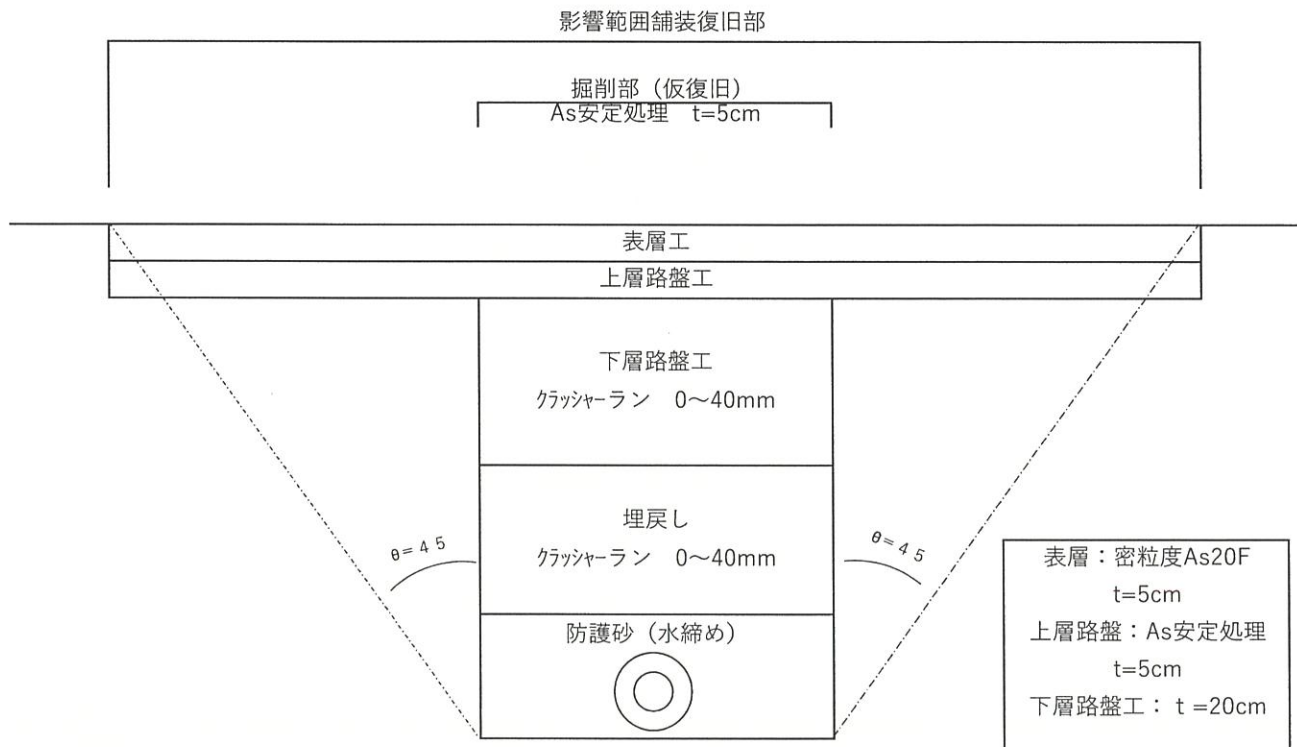 影響範囲舗装復旧部
掘削部（仮復旧）
As安定処理　t=5cm
表層工
上層路盤工
下層路盤工
ｸﾗｯｼｬｰﾗﾝ　0～40mm
埋戻し
ｸﾗｯｼｬｰﾗﾝ　0～40mm
θ=４５
θ=４５
防護砂（水締め）
表層：密粒度As20F
t=5cm
上層路盤：As安定処理
t=5cm
下層路盤工：ｔ=20cm